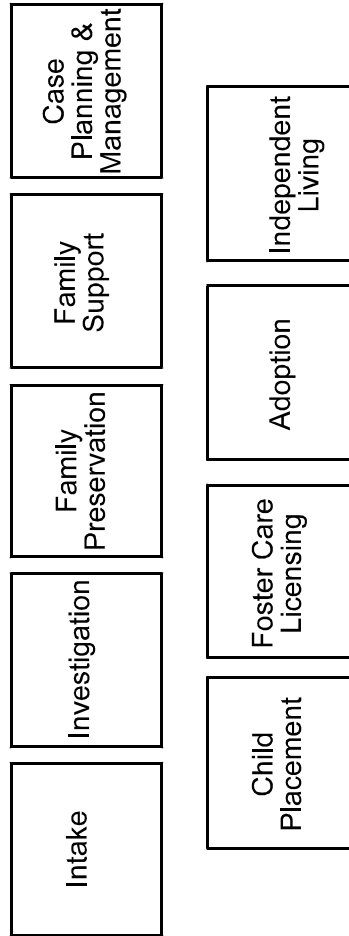 Intake
Investigation
Family
Preservation
Family
Support
Case
Planning &
Management
Child
Placement
Foster Care
Licensing
Adoption
Independent
Living